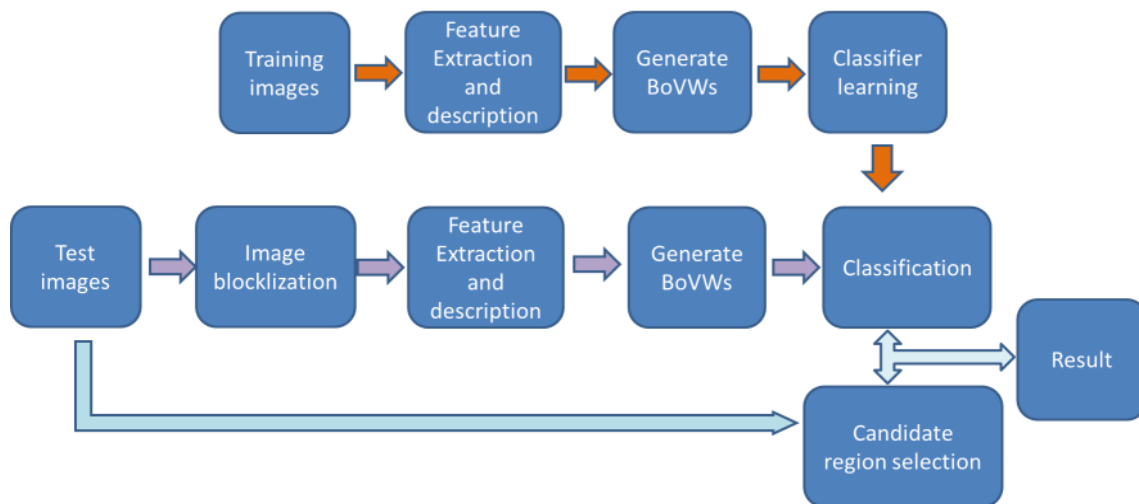 Training
images
Feature
Extraction
and
description
Generate
BoVWs
Classifier
learning
Test
images
Image
blocklization
Feature
Extraction
and
description
Generate
BoVWs
Classification
Result
Candidate
region selection